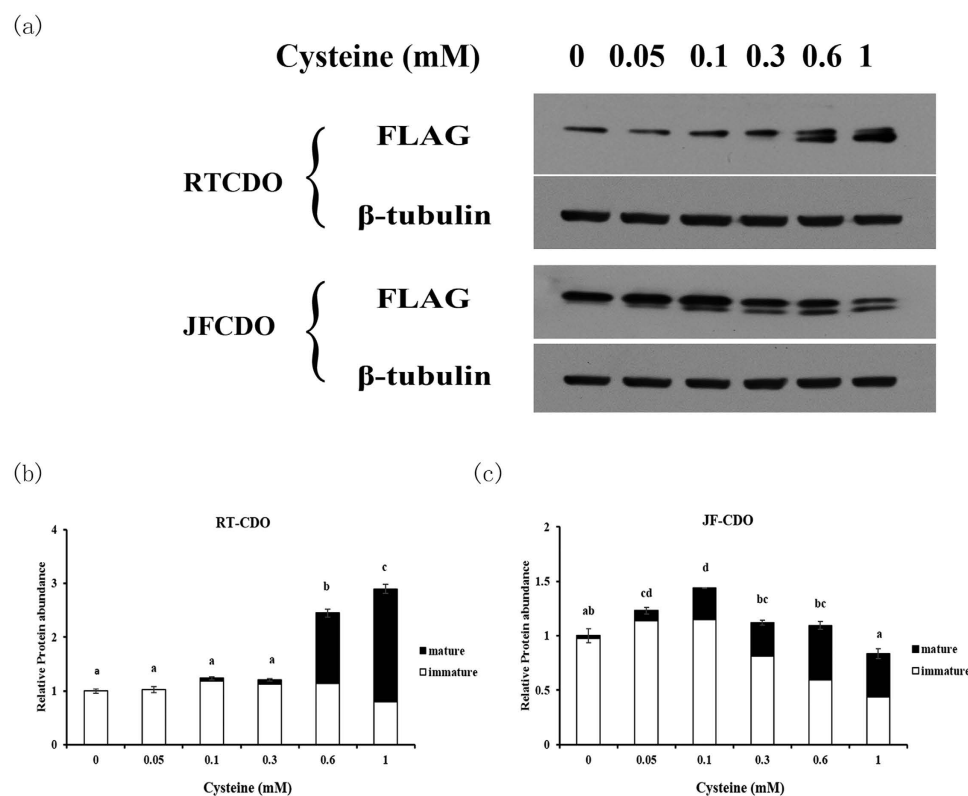 (a)
Cysteine (mM) 0 0.05 0.1 0.3 0.6 1
FLAG
RTCDO
β-tubulin
FLAG
JFCDO
β-tubulin
(b)
RT-CDO
Relative Protein abundance
4
3
2
1
0
a a a a b c
mature
immature
0 0.05 0.1 0.3 0.6 1
Cysteine (mM)
(c)
JF-CDO
Relative Protein abundance
2
1.5
1
0.5
0
ab cd d bc bc a
mature
immature
0 0.05 0.1 0.3 0.6 1
Cysteine (mM)